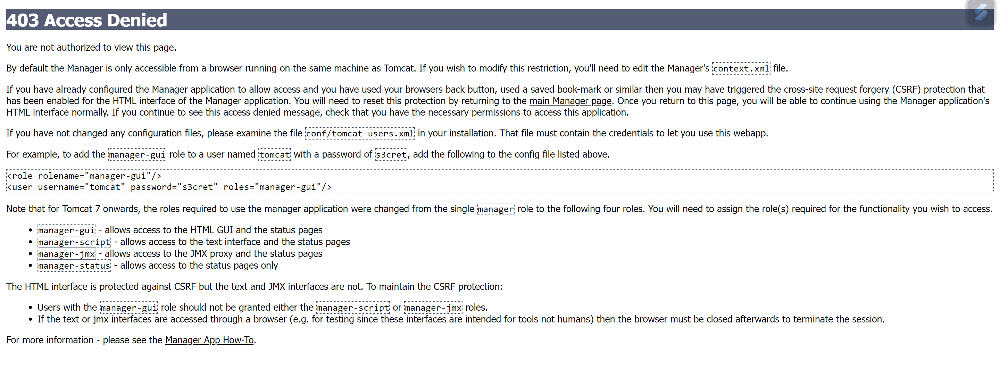 403 Access Denied
You are not authorized to view this page.
By default the Manager is only accessible from a browser running on the same machine as Tomcat. If you wish to modify this restriction, you'll need to edit the Manager's context.xml file.
If you have already configured the Manager application to allow access and you have used your browsers back button, used a saved book-mark or similar then you may have triggered the cross-site request forgery (CSRF) protection that
has been enabled for the HTML interface of the Manager application. You will need to reset this protection by returning to the main Manager page. Once you return to this page, you will be able to continue using the Manager application's
HTML interface normally. If you continue to see this access denied message, check that you have the necessary permissions to access this application.
If you have not changed any configuration files, please examine the file conf/tomcat-users.xml in your installation. That file must contain the credentials to let you use this webapp.
For example, to add the manager-gui role to a user named tomcat with a password of s3cret, add the following to the config file listed above.
<role rolename="manager-gui"/>
<user username="tomcat" password="s3cret" roles="manager-gui"/>
Note that for Tomcat 7 onwards, the roles required to use the manager application were changed from the single manager role to the following four roles. You will need to assign the role(s) required for the functionality you wish to access.
• manager-gui - allows access to the HTML GUI and the status pages
• manager-script - allows access to the text interface and the status pages
• manager-jmx - allows access to the JMX proxy and the status pages
• manager-status - allows access to the status pages only
The HTML interface is protected against CSRF but the text and JMX interfaces are not. To maintain the CSRF protection:
• Users with the manager-gui role should not be granted either the manager-script or manager-jmx roles.
• If the text or jmx interfaces are accessed through a browser (e.g. for testing since these interfaces are intended for tools not humans) then the browser must be closed afterwards to terminate the session.
For more information - please see the Manager App How-To.